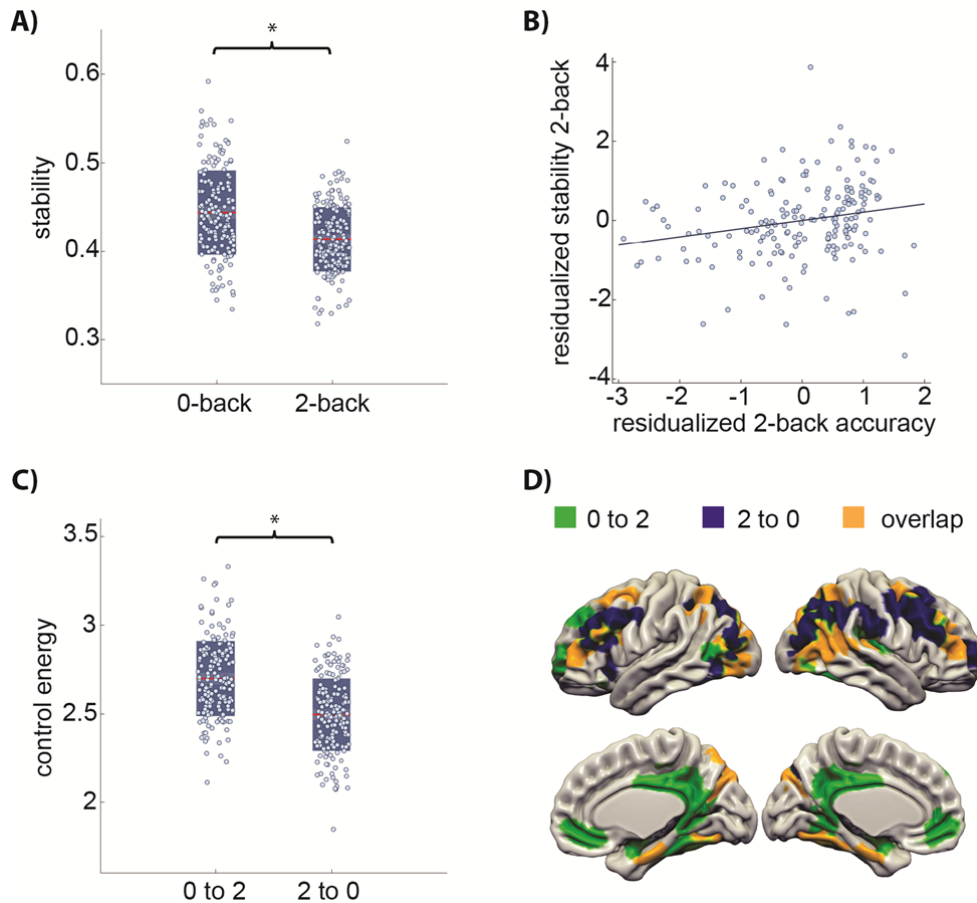 A)
*
0.6
0.5
0.4
0.3
stability
0-back 2-back
B)
4
2
0
-2
-4
residualized stability 2-back
-3 -2 -1 0 1 2
residualized 2-back accuracy
C)
*
3.5
3
2.5
2
control energy
0 to 2 2 to 0
D)
0 to 2 2 to 0 overlap